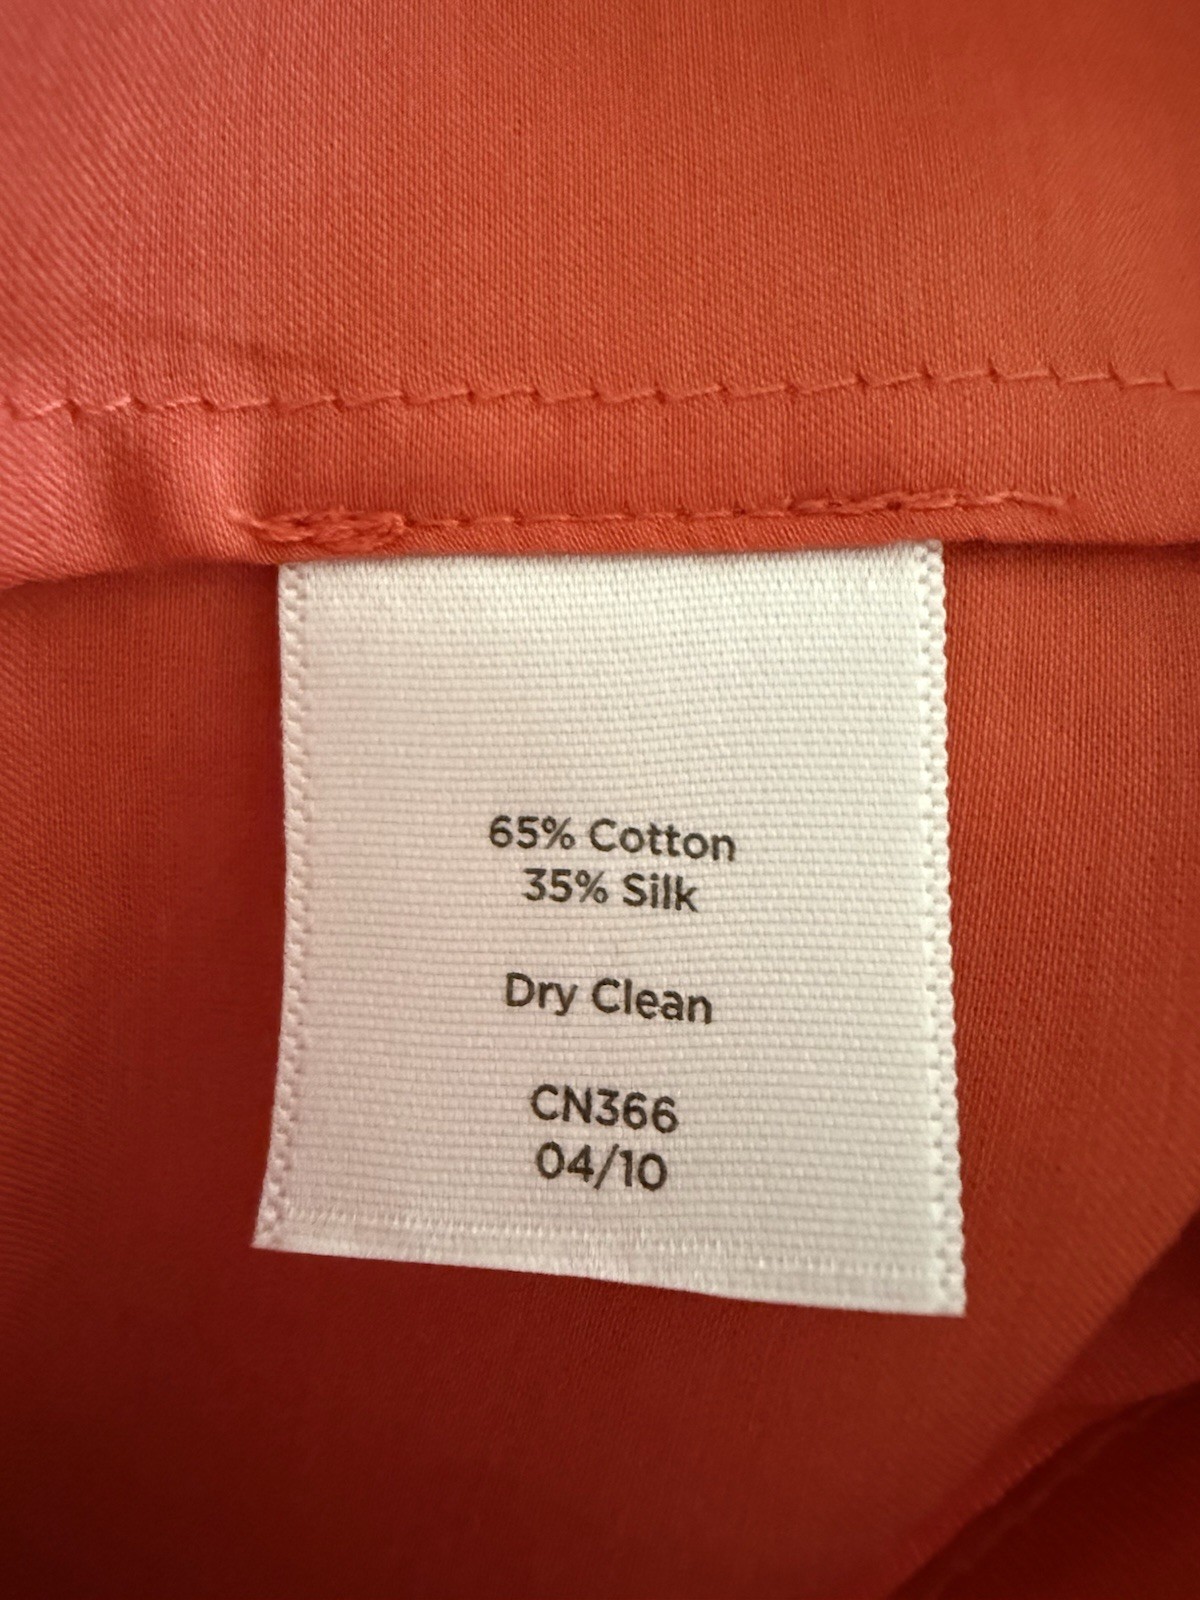 65% Cotton
35% Silk
Dry Clean
CN366
04/10